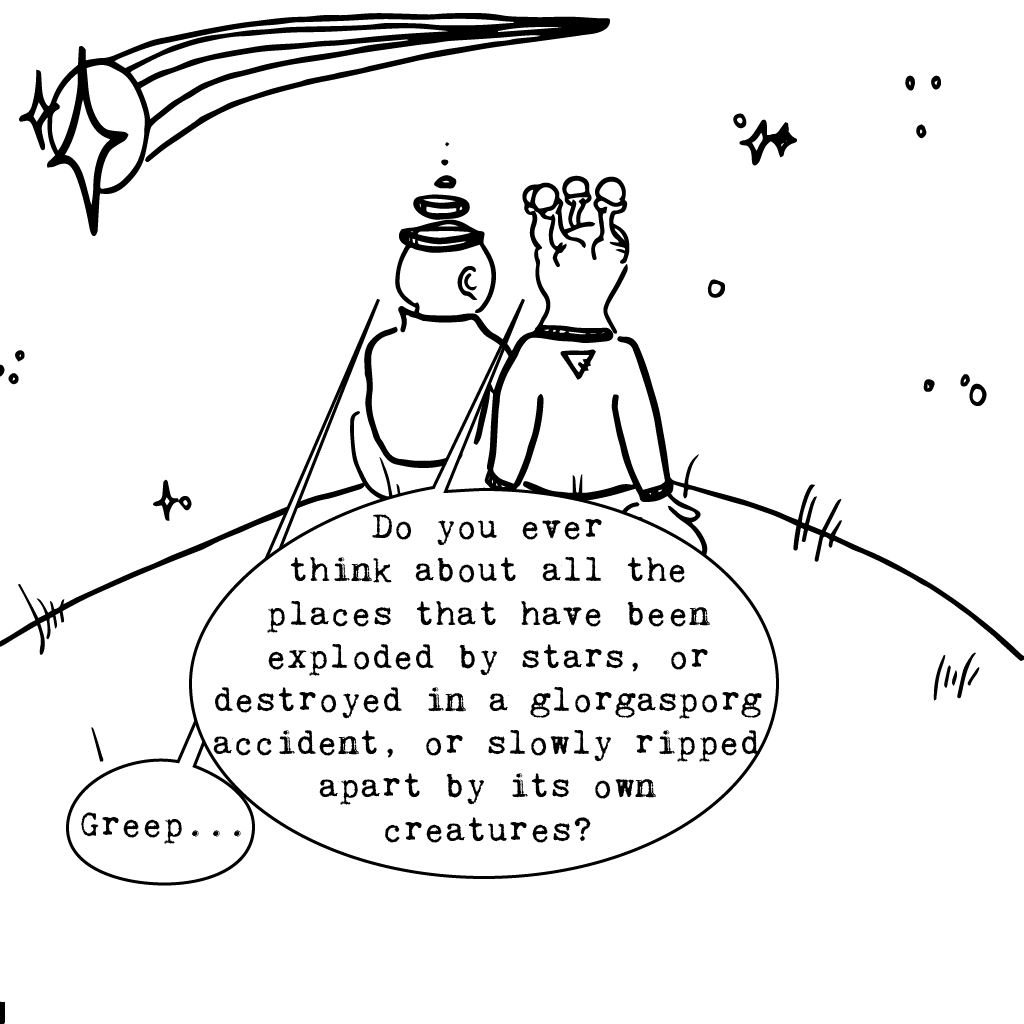 Do you ever
think about all the
places that have been
exploded by stars, or
destroyed in a glorgasporg
accident, or slowly ripped
apart by its own
creatures?
Greep...